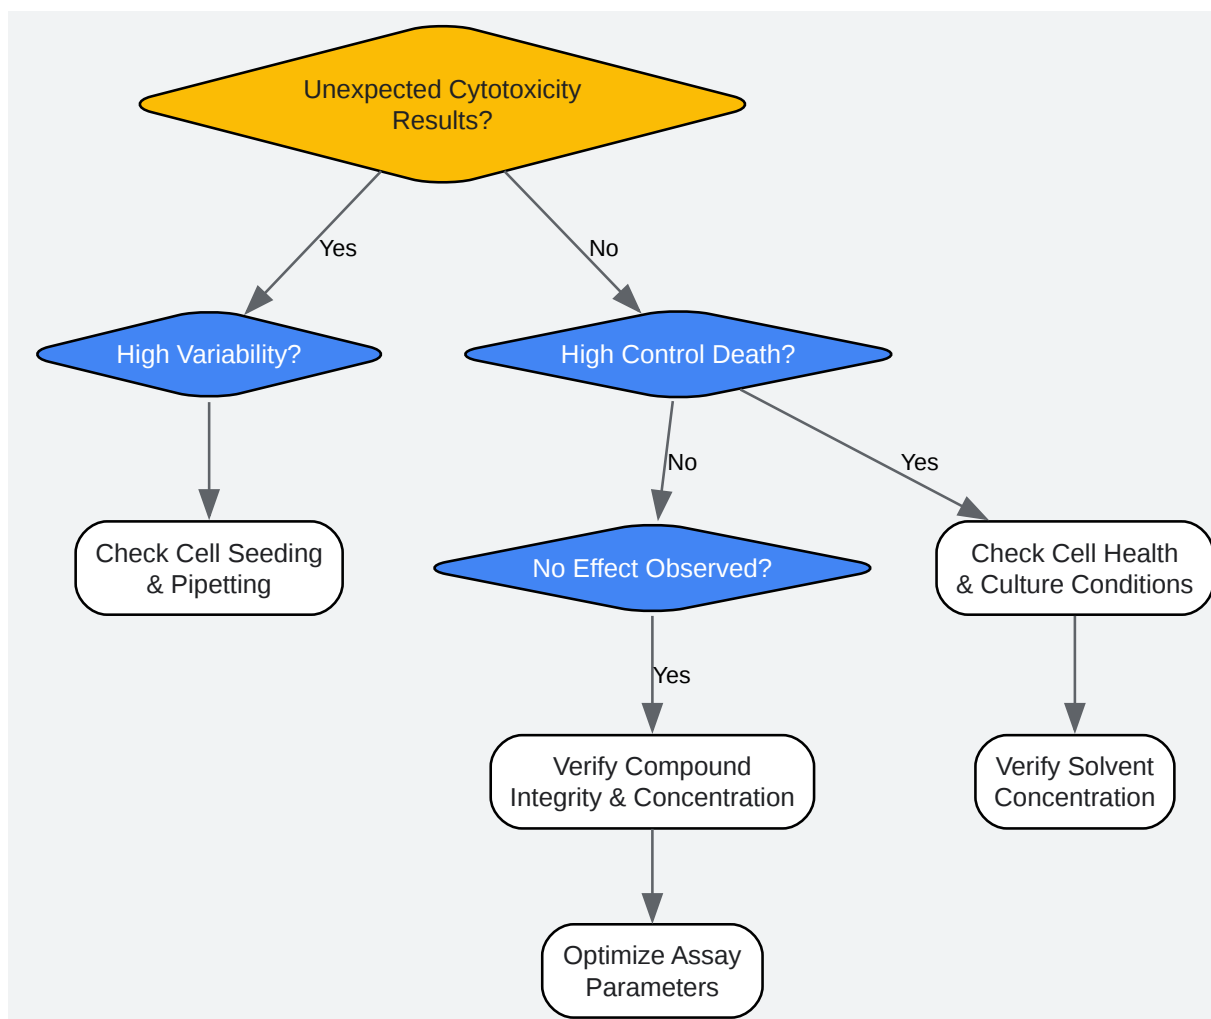 Unexpected Cytotoxicity
Results?
Yes
No
High Variability?
High Control Death?
No
Yes
Check Cell Seeding
& Pipetting
No Effect Observed?
Check Cell Health
& Culture Conditions
Yes
Verify Compound
Integrity & Concentration
Verify Solvent
Concentration
Optimize Assay
Parameters